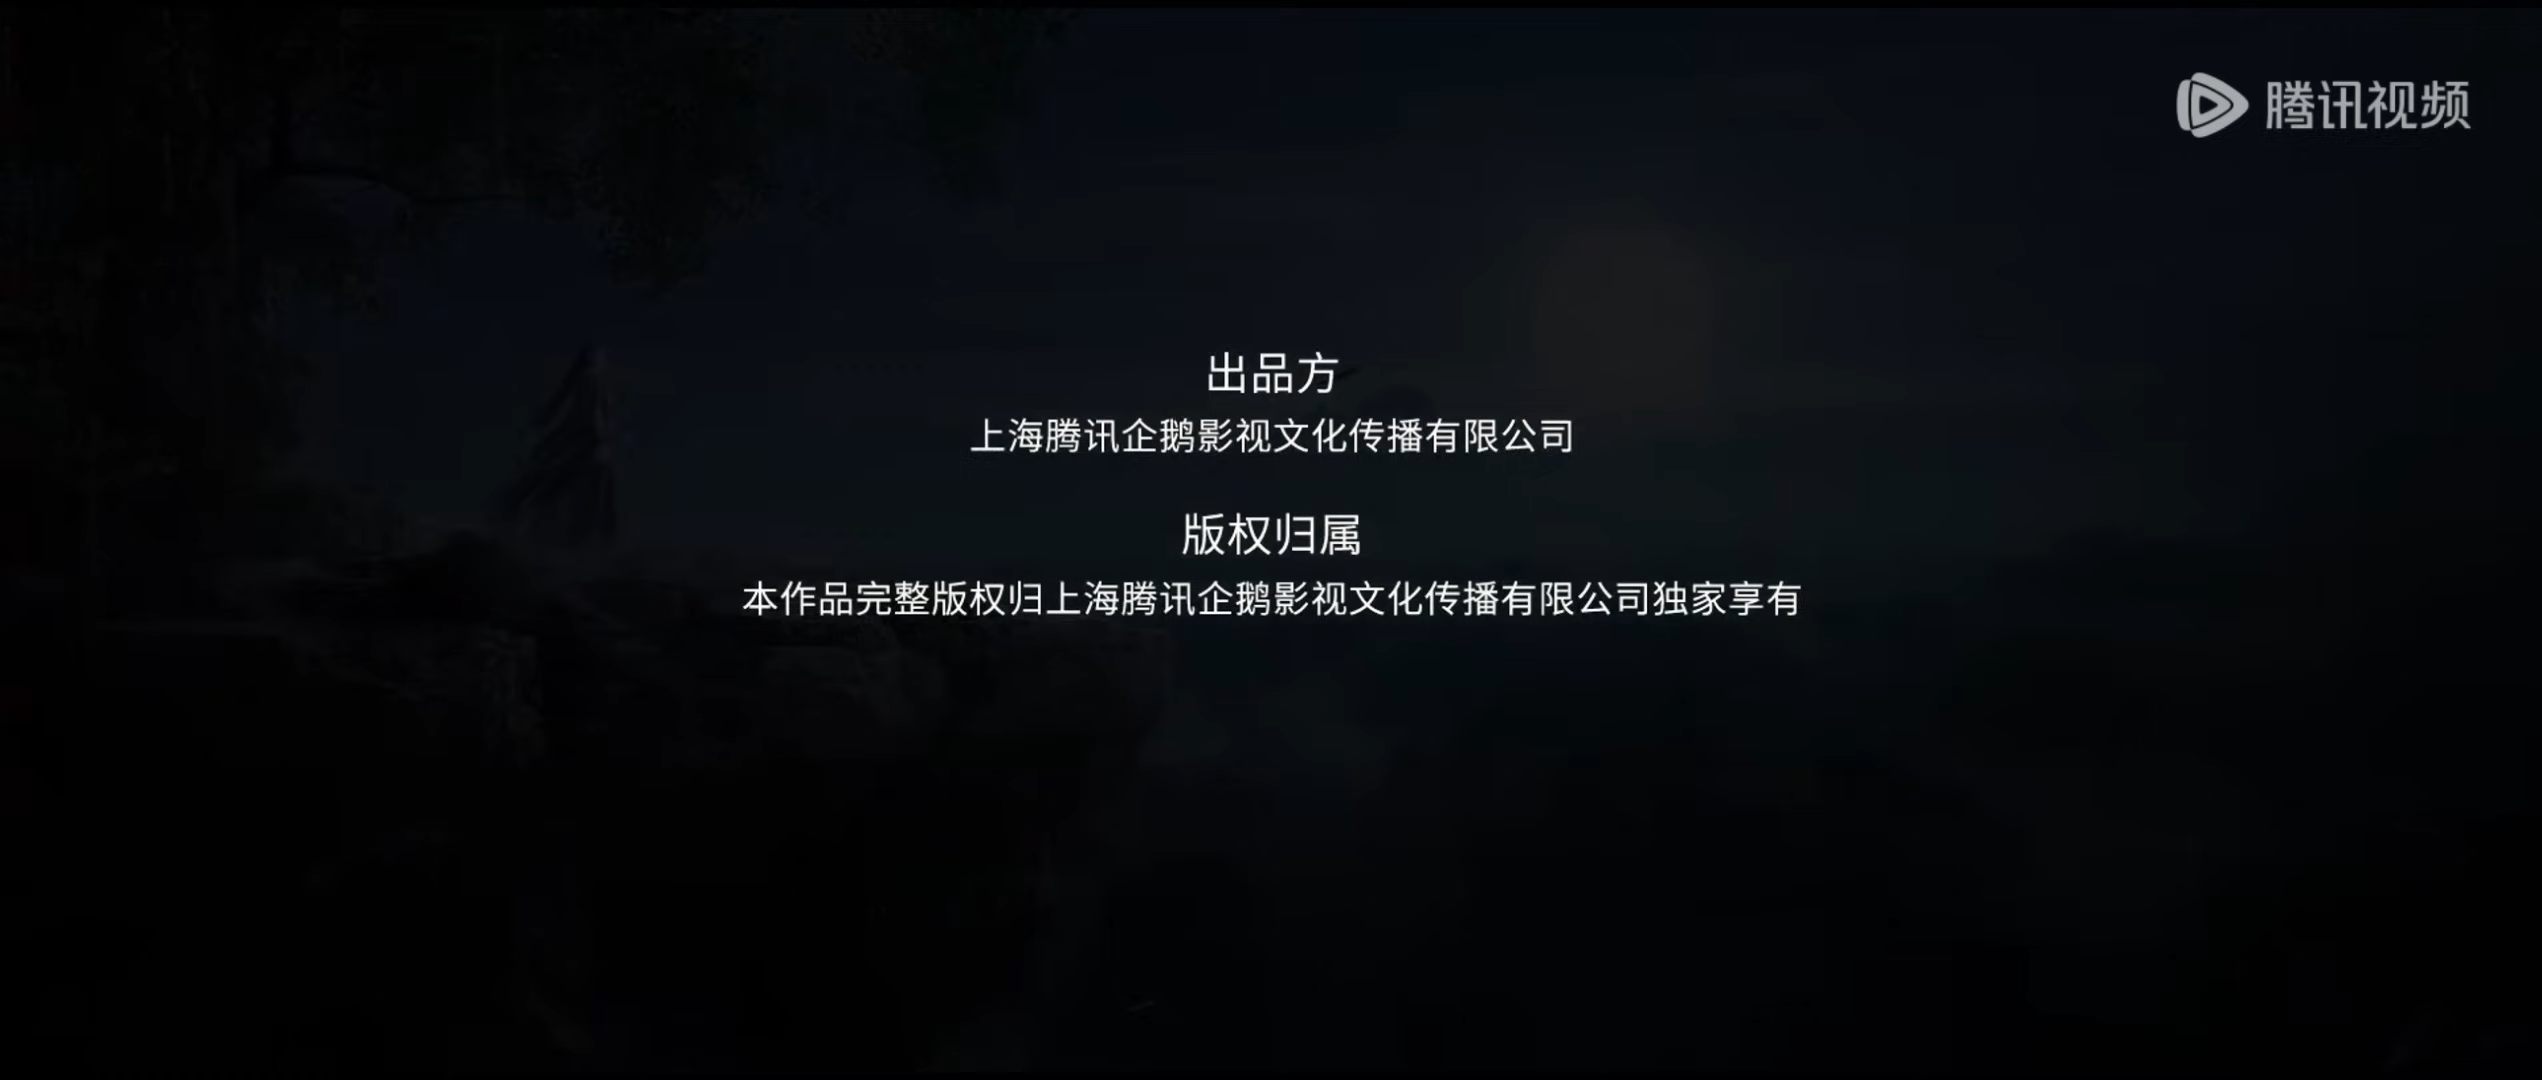 腾讯视频
出品方
上海腾讯企鹅影视文化传播有限公司
版权归属
本作品完整版权归上海腾讯企鹅影视文化传播有限公司独家享有